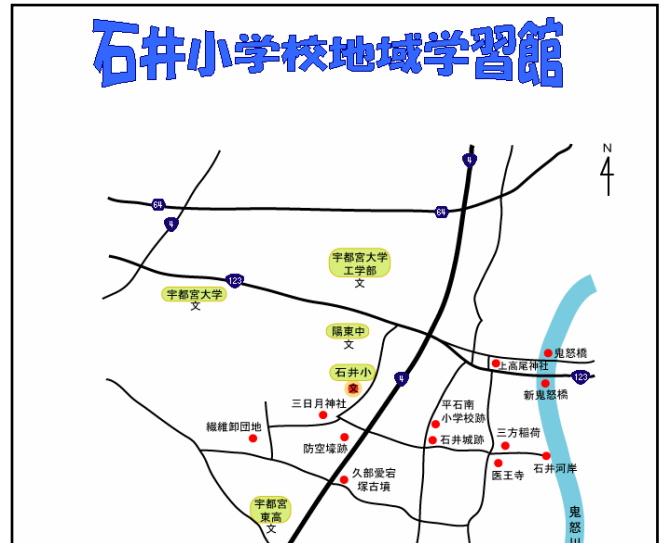 石井小学校地域学習館
N
4
64
64
4
宇都宮大学
工学部
文
123
宇都宮大学
文
陽東中
文
鬼怒橋
上高尾神社
石井小
文
4
123
新鬼怒橋
三日月神社
平石南
小学校跡
繊維卸団地
防空壕跡
石井城跡
三方稲荷
石井河岸
医王寺
久部愛宕
塚古墳
宇都宮
東高
文
鬼怒川